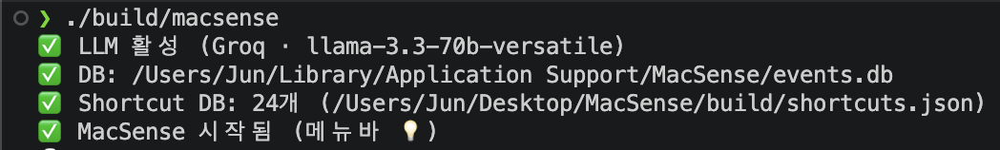 ❯ ./build/macsense
✅ LLM 활성 (Groq · llama-3.3-70b-versatile)
✅ DB: /Users/Jun/Library/Application Support/MacSense/events.db
✅ Shortcut DB: 24개 (/Users/Jun/Desktop/MacSense/build/shortcuts.json)
✅ MacSense 시작됨 (메뉴바 💡)